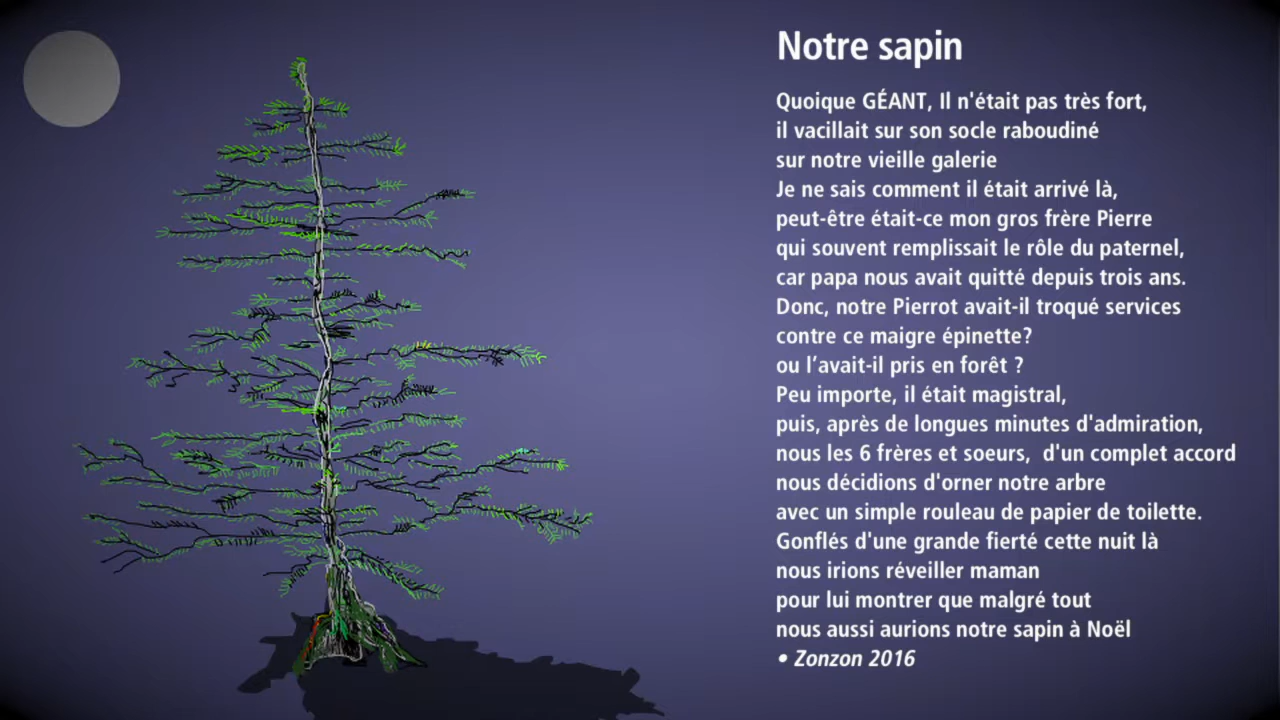 Notre sapin
Quoique GÉANT, Il n'était pas très fort,
il vacillait sur son socle raboudiné
sur notre vieille galerie
Je ne sais comment il était arrivé là,
peut-être était-ce mon gros frère Pierre
qui souvent remplissait le rôle du paternel,
car papa nous avait quitté depuis trois ans.
Donc, notre Pierrot avait-il troqué services
contre ce maigre épinette?
ou l’avait-il pris en forêt ?
Peu importe, il était magistral,
puis, après de longues minutes d'admiration,
nous les 6 frères et soeurs,  d'un complet accord
nous décidions d'orner notre arbre
avec un simple rouleau de papier de toilette.
Gonflés d'une grande fierté cette nuit là
nous irions réveiller maman
pour lui montrer que malgré tout
nous aussi aurions notre sapin à Noël
• Zonzon 2016